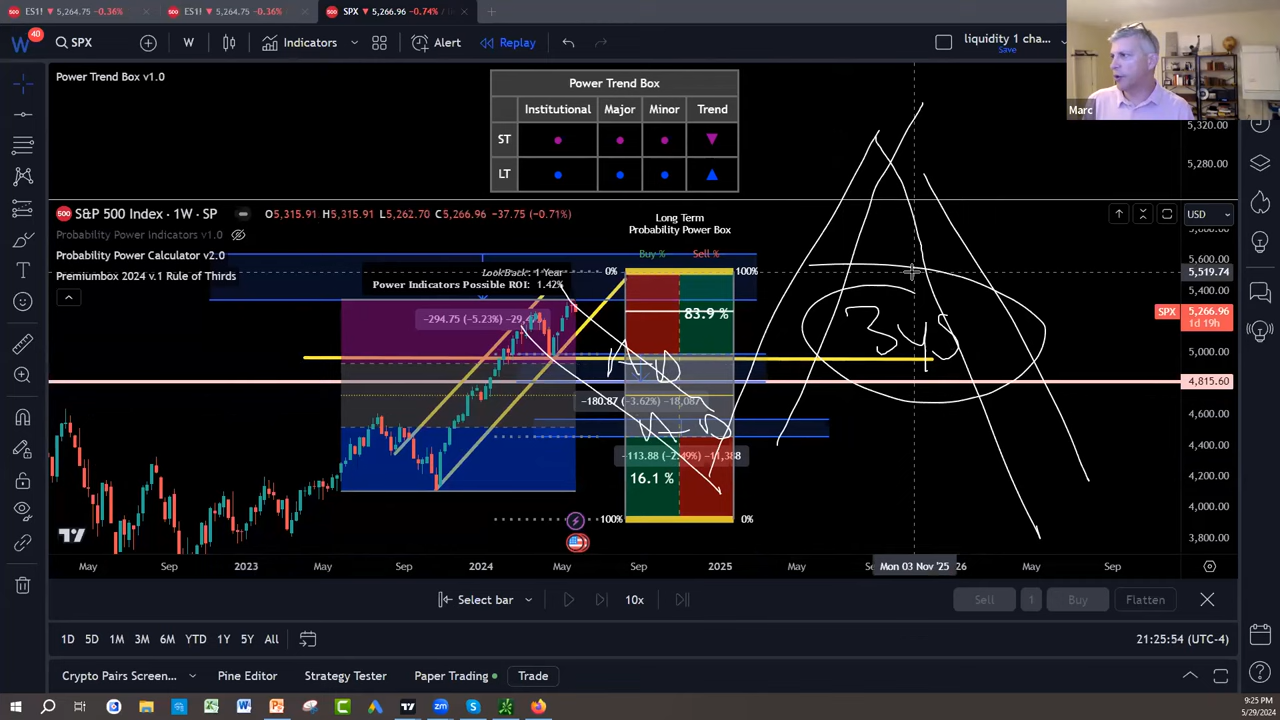 ES1! ▼ 5,264.75 −0.36%
ES1! ▼ 5,264.75 −0.36%
SPX ▼ 5,266.96 −0.74%
40
SPX
W
Indicators
Alert
Replay
liquidity 1 cha...
Save
Marc
Power Trend Box v1.0
Power Trend Box
Institutional Major Minor Trend
ST
LT
5,320.00
5,280.00
S&P 500 Index · 1W · SP
O5,315.91 H5,315.91 L5,262.70 C5,266.96 −37.75 (−0.71%)
USD
Probability Power Indicators v1.0
Probability Power Calculator v2.0
Premiumbox 2024 v.1 Rule of Thirds
Long Term
Probability Power Box
Buy % Sell %
LookBack: 1 Year
0% 100%
Power Indicators Possible ROI: 1.42%
83.9 %
16.1 %
100% 0%
−180.87 (−3.62%) −18,087
5,600.00
5,519.74
5,400.00
SPX 5,266.96
1d 19h
5,000.00
4,815.60
4,600.00
4,400.00
4,200.00
4,000.00
3,800.00
May Sep 2023 May Sep 2024 May Sep 2025 May Mon 03 Nov '25 May Sep
Select bar
10x
Sell 1 Buy Flatten
1D 5D 1M 3M 6M YTD 1Y 5Y All
21:25:54 (UTC-4)
Crypto Pairs Screen... Pine Editor Strategy Tester Paper Trading Trade
9:25 PM
5/29/2024